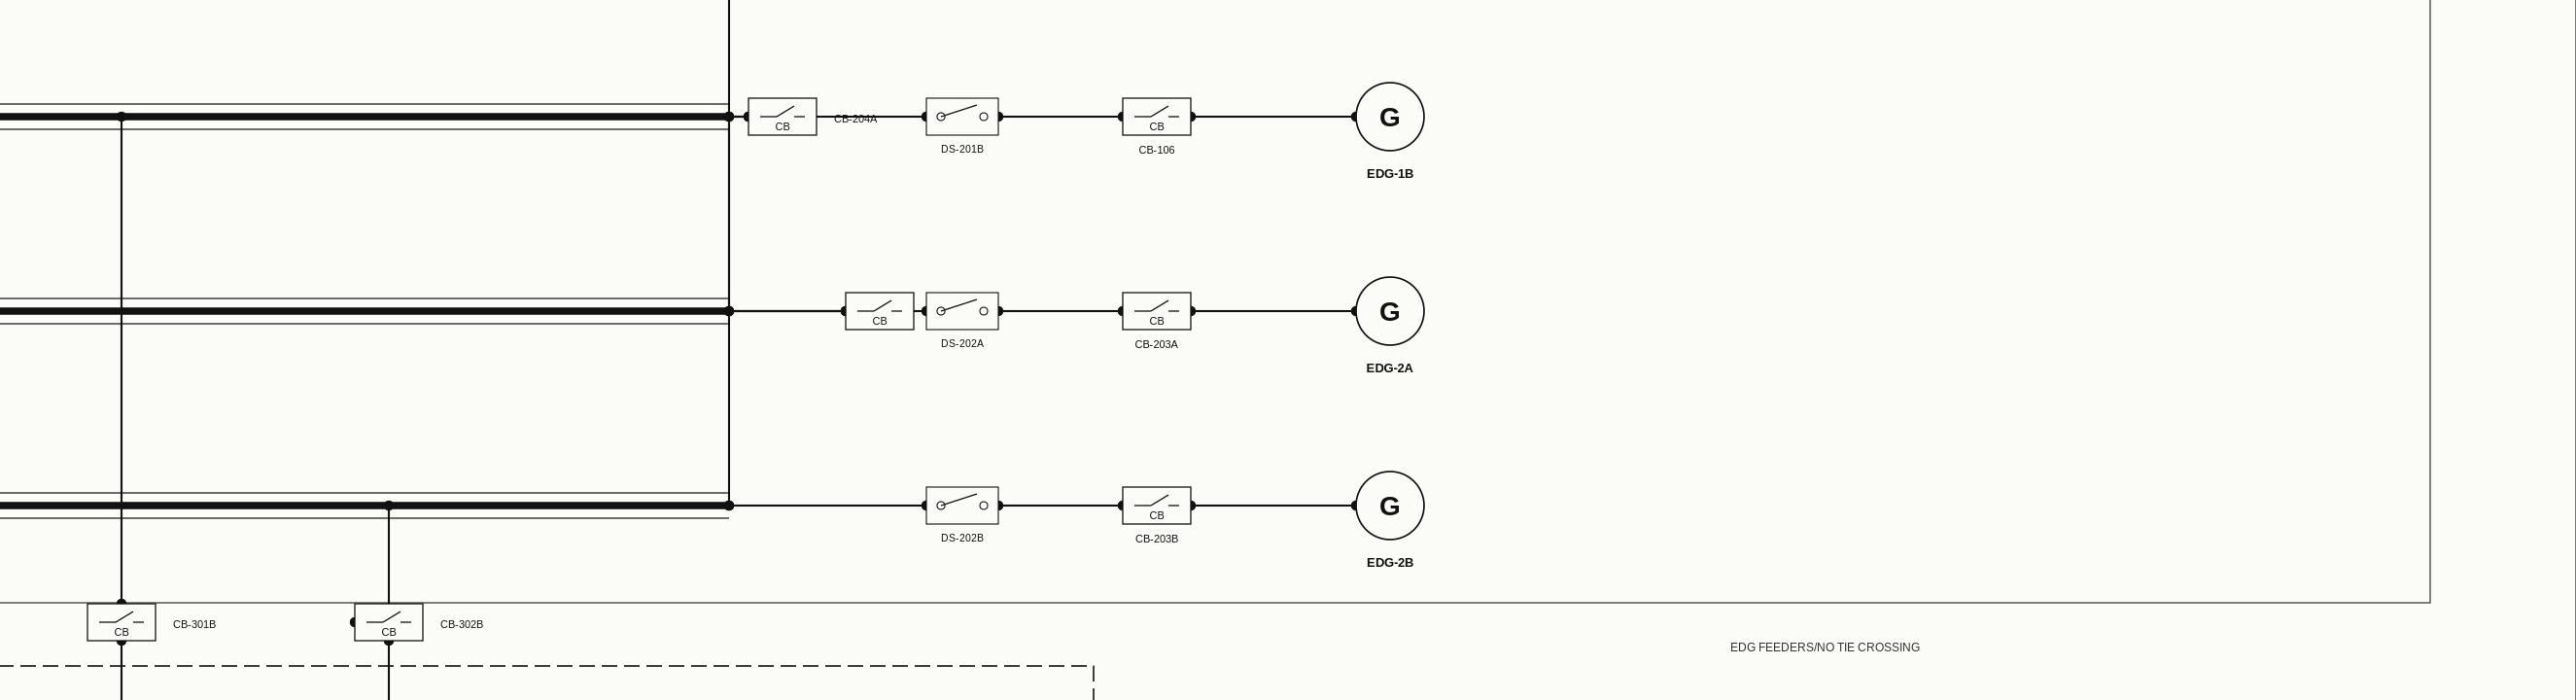 CB
CB-204A
DS-201B
CB
CB-106
G
EDG-1B
CB
DS-202A
CB
CB-203A
G
EDG-2A
DS-202B
CB
CB-203B
G
EDG-2B
CB
CB-301B
CB
CB-302B
EDG FEEDERS/NO TIE CROSSING